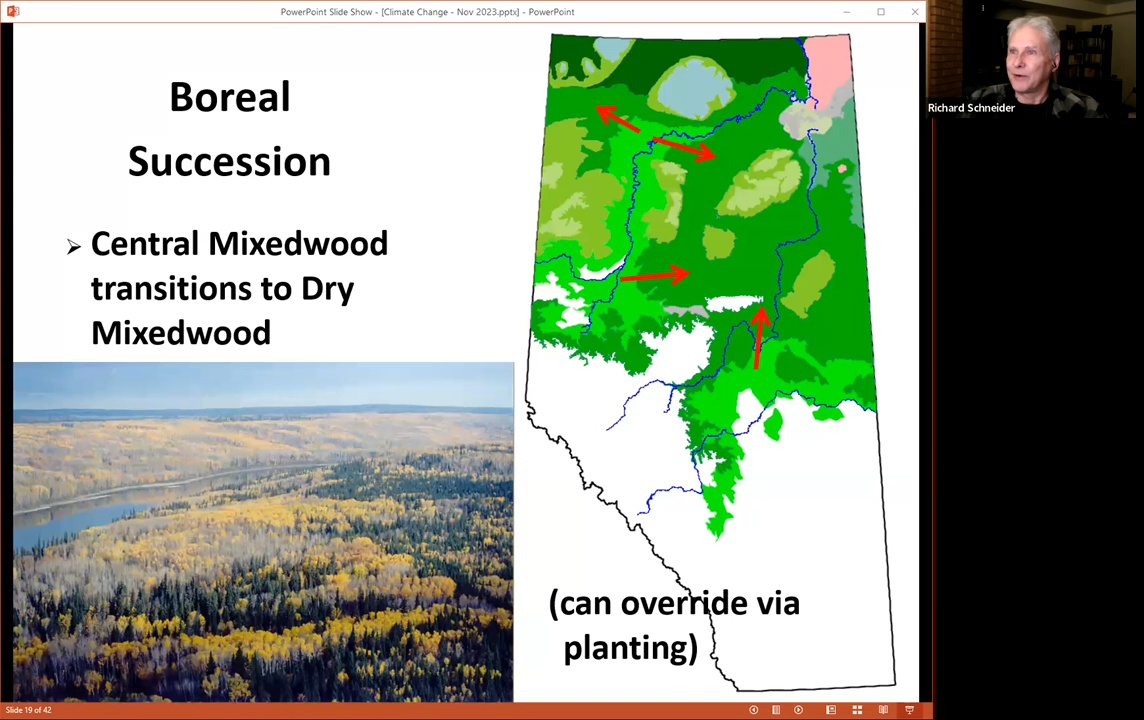 PowerPoint Slide Show - [Climate Change - Nov 2023.pptx] - PowerPoint
Boreal
Succession
Central Mixedwood
transitions to Dry
Mixedwood
(can override via
planting)
Richard Schneider
Slide 19 of 42